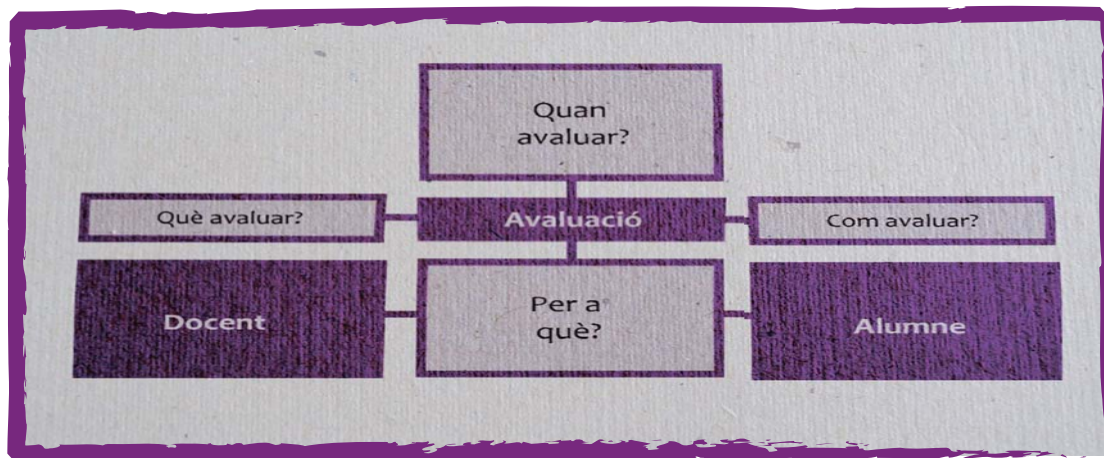 Quan
avaluar?
Què avaluar?
Avaluació
Com avaluar?
Docent
Per a
què?
Alumne